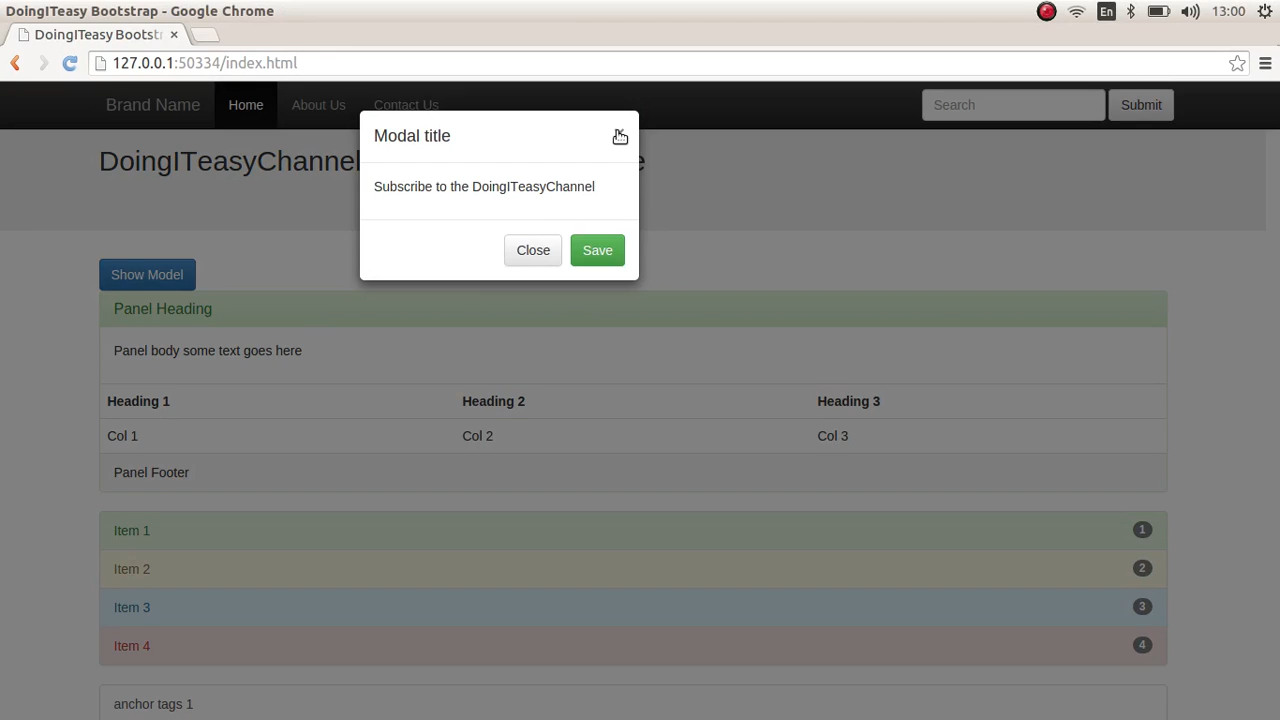 DoingITeasy Bootstrap - Google Chrome
En
13:00
DoingITeasy Bootstr
127.0.0.1:50334/index.html
Brand Name
Home
About Us
Contact Us
Search
Submit
Modal title
DoingITeasyChannel
e
Subscribe to the DoingITeasyChannel
Close
Save
Show Model
Panel Heading
Panel body some text goes here
Heading 1
Heading 2
Heading 3
Col 1
Col 2
Col 3
Panel Footer
Item 1
1
Item 2
2
Item 3
3
Item 4
4
anchor tags 1